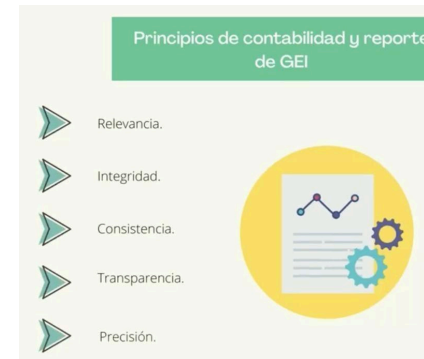 Principios de contabilidad y reporte
de GEI
Relevancia.
Integridad.
Consistencia.
Transparencia.
Precisión.